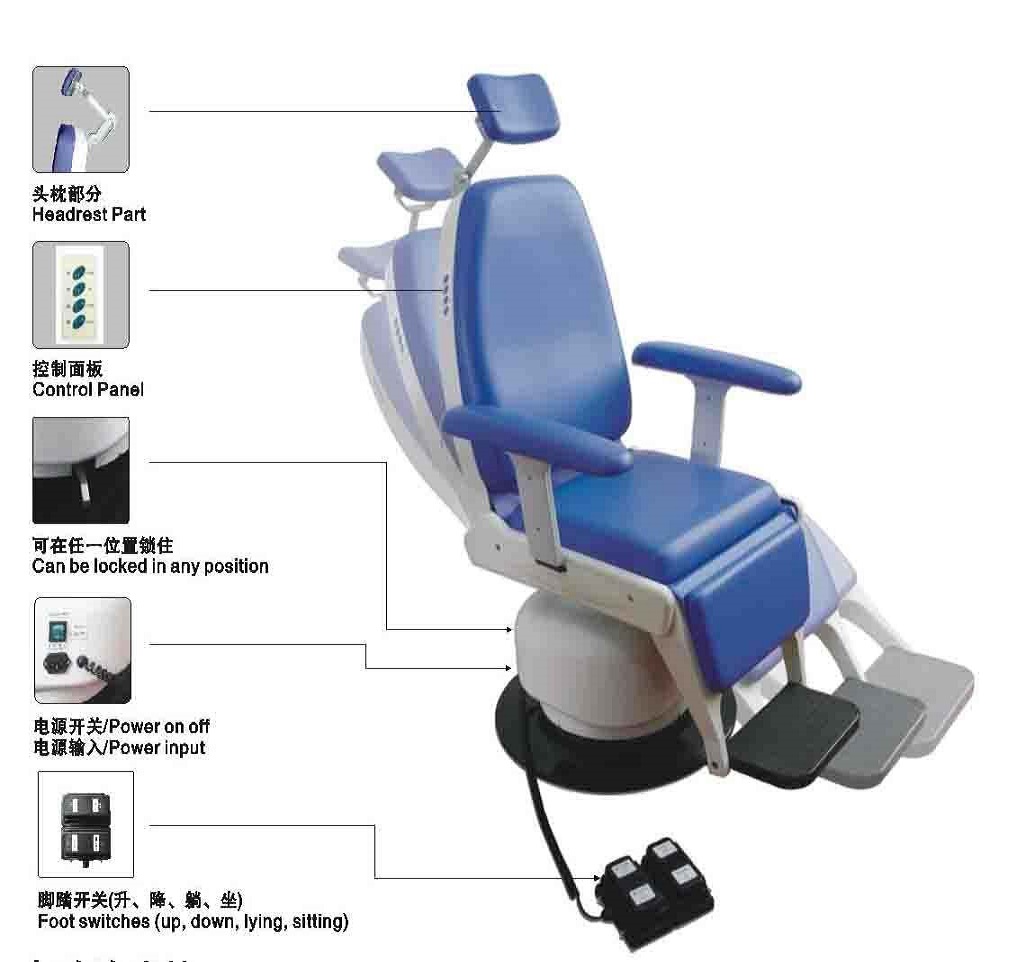 头枕部分
Headrest Part
控制面板
Control Panel
可在任一位置锁住
Can be locked in any position
电源开关/Power on off
电源输入/Power input
脚踏开关(升、降、躺、坐)
Foot switches (up, down, lying, sitting)